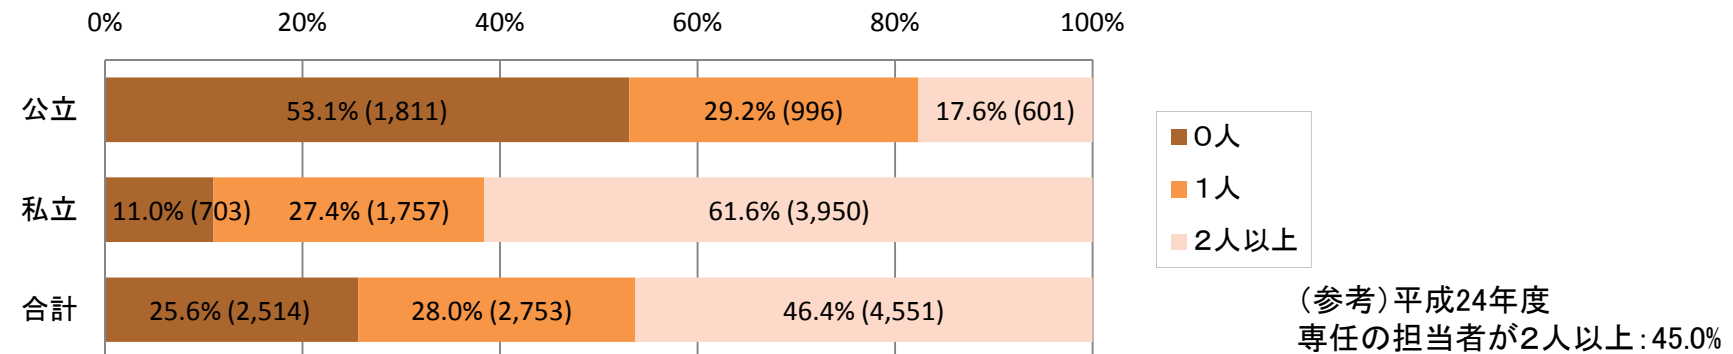 0% 20% 40% 60% 80% 100%
公立 53.1% (1,811) 29.2% (996) 17.6% (601)
私立 11.0% (703) 27.4% (1,757) 61.6% (3,950)
合計 25.6% (2,514) 28.0% (2,753) 46.4% (4,551)
０人
１人
２人以上
（参考）平成24年度
専任の担当者が２人以上：45.0%